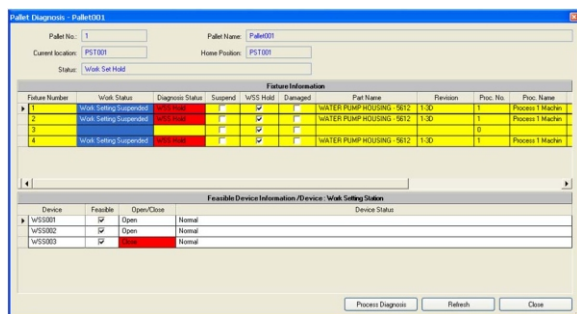 Pallet Diagnosis - Pallet001
Pallet No.: 1 Pallet Name: Pallet001
Current location: PST001 Home Position: PST001
Status: Work Set Hold
Fixture Information
Fixture Number Work Status Diagnosis Status Suspend WSS Hold Damaged Part Name Revision Proc. No. Proc. Name
1 Work Setting Suspended WSS Hold WATER PUMP HOUSING - 5612 1-3D 1 Process 1 Machin
2 Work Setting Suspended WSS Hold WATER PUMP HOUSING - 5612 1-3D 1 Process 1 Machin
3 0
4 Work Setting Suspended WSS Hold WATER PUMP HOUSING - 5612 1-3D 1 Process 1 Machin
Feasible Device Information /Device : Work Setting Station
Device Feasible Open/Close Device Status
WSS001 Open Normal
WSS002 Open Normal
WSS003 Close Normal
Process Diagnosis Refresh Close